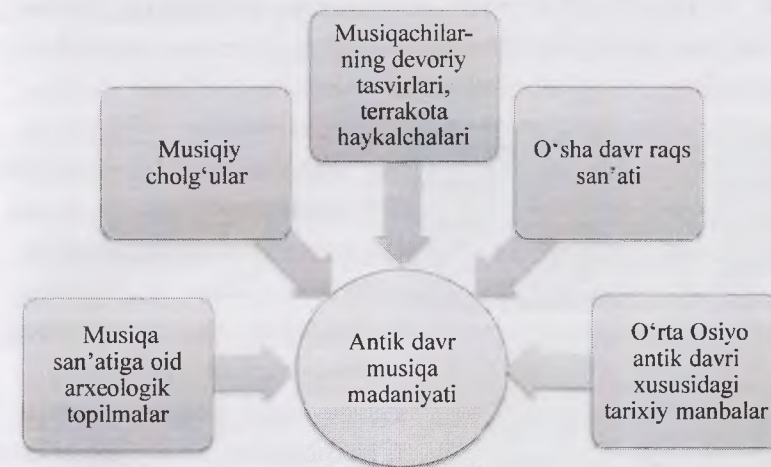 Musiqachilar-
ning devoriy
tasvirlari,
terrakota
haykalchalari
Musiqiy
cholg‘ular
O‘sha davr raqs
san’ati
Musiqa
san’atiga oid
arxeologik
topilmalar
Antik davr
musiqa
madaniyati
O‘rta Osiyo
antik davri
xususidagi
tarixiy manbalar